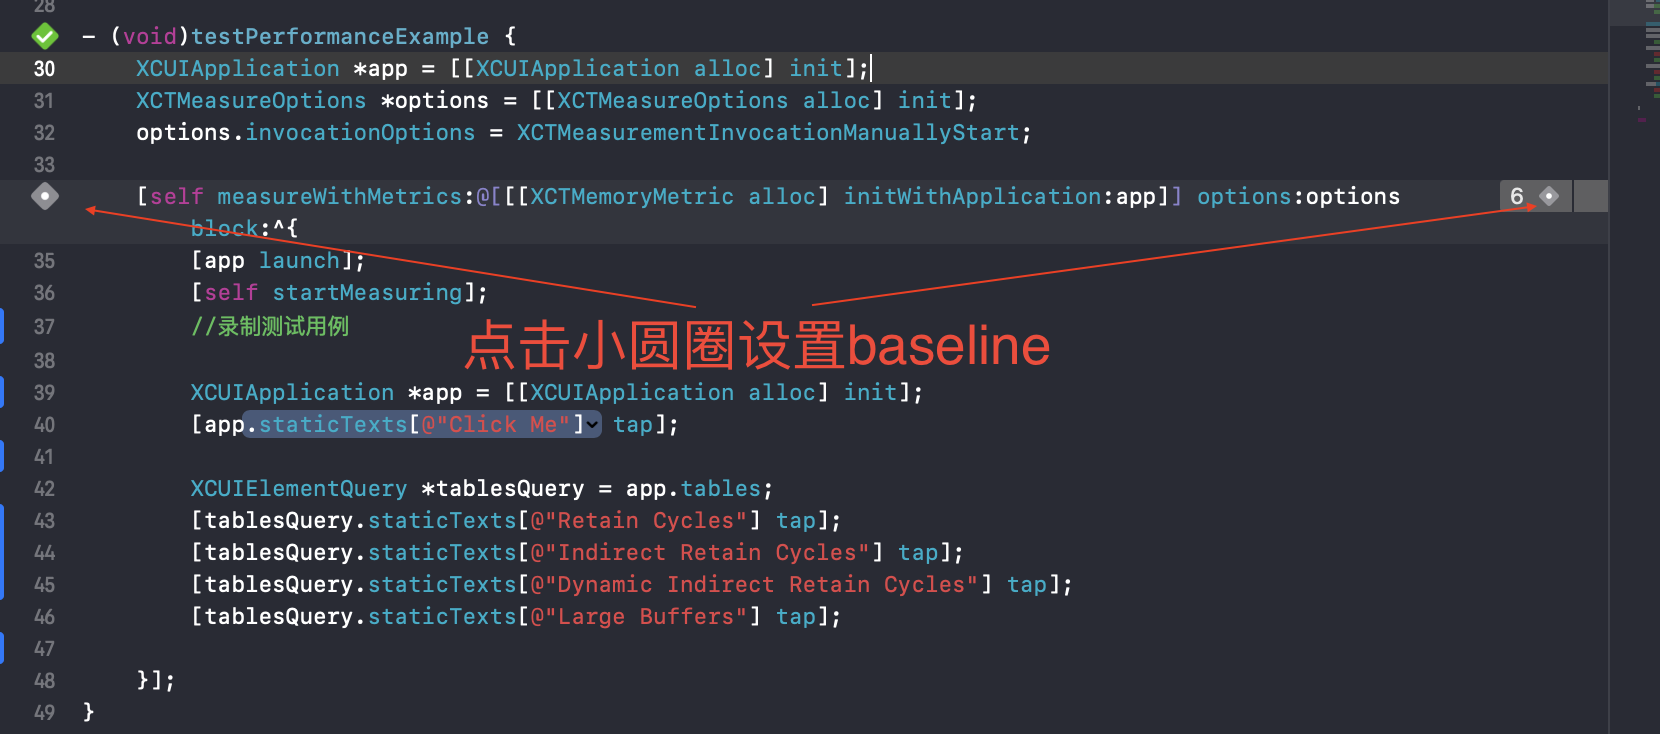 28
- (void)testPerformanceExample {
30 XCUIApplication *app = [[XCUIApplication alloc] init];
31 XCTMeasureOptions *options = [[XCTMeasureOptions alloc] init];
32 options.invocationOptions = XCTMeasurementInvocationManuallyStart;
33
[self measureWithMetrics:@[[[XCTMemoryMetric alloc] initWithApplication:app]] options:options 6
block:^{
35 [app launch];
36 [self startMeasuring];
37 //录制测试用例
点击小圆圈设置baseline
38
39 XCUIApplication *app = [[XCUIApplication alloc] init];
40 [app.staticTexts[@"Click Me"] tap];
41
42 XCUIElementQuery *tablesQuery = app.tables;
43 [tablesQuery.staticTexts[@"Retain Cycles"] tap];
44 [tablesQuery.staticTexts[@"Indirect Retain Cycles"] tap];
45 [tablesQuery.staticTexts[@"Dynamic Indirect Retain Cycles"] tap];
46 [tablesQuery.staticTexts[@"Large Buffers"] tap];
47
48 }];
49 }